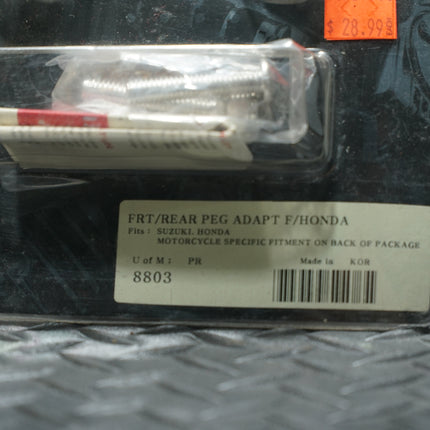 $ 28.99
EACH
FRT/REAR PEG ADAPT F/HONDA
Fits : SUZUKI, HONDA
MOTORCYCLE SPECIFIC FITMENT ON BACK OF PACKAGE
U of M : PR Made in KOR
8803